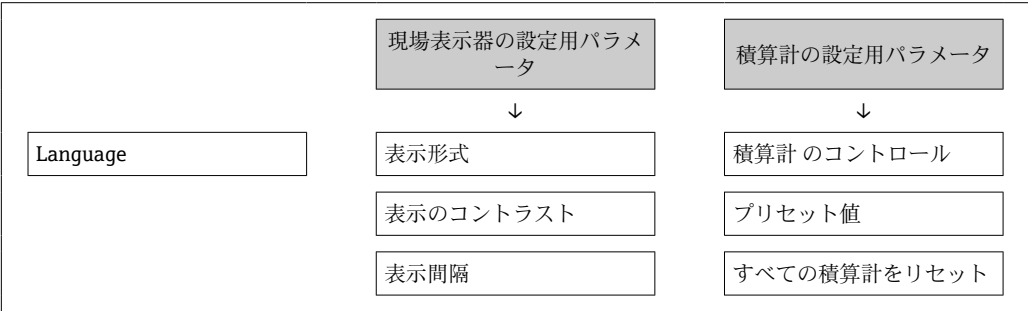 現場表示器の設定用パラメ
ータ
積算計の設定用パラメータ
↓
↓
Language
表示形式
積算計 のコントロール
表示のコントラスト
プリセット値
表示間隔
すべての積算計をリセット